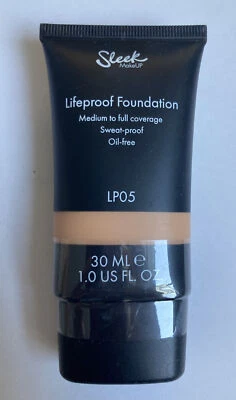 Sleek
MakeUP
Lifeproof Foundation
Medium to full coverage
Sweat-proof
Oil-free
LP05
30 ML ℮
1.0 US FL. OZ.